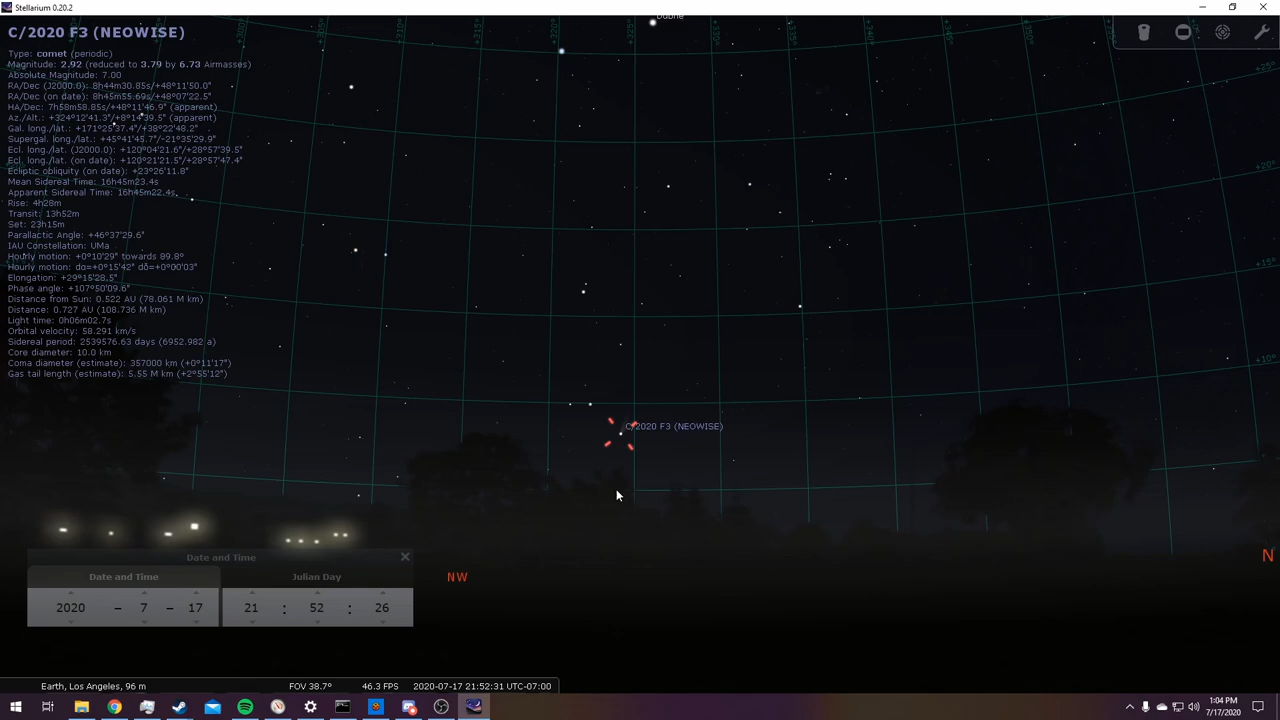 Stellarium 0.20.2
Dubhe
C/2020 F3 (NEOWISE)
Type: comet (periodic)
Magnitude: 2.92 (reduced to 3.79 by 6.73 Airmasses)
Absolute Magnitude: 7.00
RA/Dec (J2000.0): 8h44m30.85s/+48°11'50.0"
RA/Dec (on date): 8h45m55.69s/+48°07'22.5"
HA/Dec: 7h58m58.85s/+48°11'46.9" (apparent)
Az./Alt.: +324°12'41.3"/+8°14'39.5" (apparent)
Gal. long./lat.: +171°25'37.4"/+38°22'48.2"
Supergal. long./lat.: +45°41'45.7"/-21°35'29.9"
Ecl. long./lat. (J2000.0): +120°04'21.6"/+28°57'39.5"
Ecl. long./lat. (on date): +120°21'21.5"/+28°57'47.4"
Ecliptic obliquity (on date): +23°26'11.8"
Mean Sidereal Time: 16h45m23.4s
Apparent Sidereal Time: 16h45m22.4s
Rise: 4h28m
Transit: 13h52m
Set: 23h15m
Parallactic Angle: +46°37'29.6"
IAU Constellation: UMa
Hourly motion: +0°10'29" towards 89.8°
Hourly motion: dα=+0°15'42" dδ=+0°00'03"
Elongation: +29°15'28.5"
Phase angle: +107°50'09.6"
Distance from Sun: 0.522 AU (78.061 M km)
Distance: 0.727 AU (108.736 M km)
Light time: 0h06m02.7s
Orbital velocity: 58.291 km/s
Sidereal period: 2539576.63 days (6952.982 a)
Core diameter: 10.0 km
Coma diameter (estimate): 357000 km (+0°11'17")
Gas tail length (estimate): 5.55 M km (+2°55'12")
C/2020 F3 (NEOWISE)
Date and Time
Date and Time Julian Day
2020 - 7 - 17 21 : 52 : 26
NW
N
Earth, Los Angeles, 96 m FOV 38.7° 46.3 FPS 2020-07-17 21:52:31 UTC-07:00
1:04 PM
7/17/2020